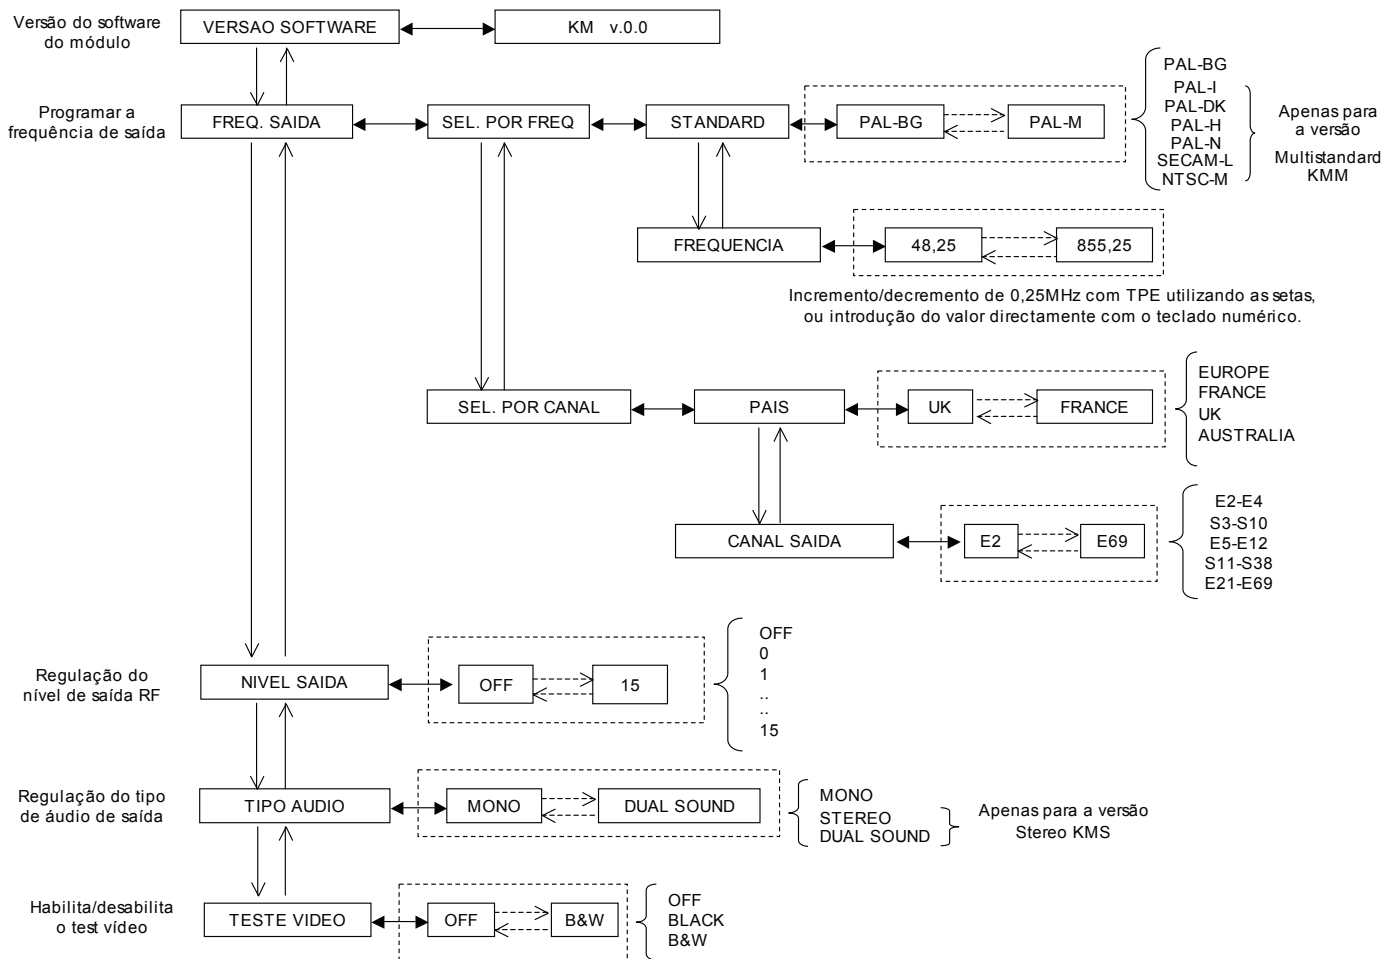 Versão do software
do módulo
VERSAO SOFTWARE
KM v.0.0
Programar a
frequência de saída
FREQ. SAIDA
SEL. POR FREQ
STANDARD
PAL-BG
PAL-M
PAL-BG
PAL-I
PAL-DK
PAL-H
PAL-N
SECAM-L
NTSC-M
Apenas para
a versão
Multistandard
KMM
FREQUENCIA
48,25
855,25
Incremento/decremento de 0,25MHz com TPE utilizando as setas,
ou introdução do valor directamente com o teclado numérico.
SEL. POR CANAL
PAIS
UK
FRANCE
EUROPE
FRANCE
UK
AUSTRALIA
CANAL SAIDA
E2
E69
E2-E4
S3-S10
E5-E12
S11-S38
E21-E69
Regulação do
nível de saída RF
NIVEL SAIDA
OFF
15
OFF
0
1
..
..
15
Regulação do tipo
de áudio de saída
TIPO AUDIO
MONO
DUAL SOUND
MONO
STEREO
DUAL SOUND
Apenas para a versão
Stereo KMS
Habilita/desabilita
o test vídeo
TESTE VIDEO
OFF
B&W
OFF
BLACK
B&W